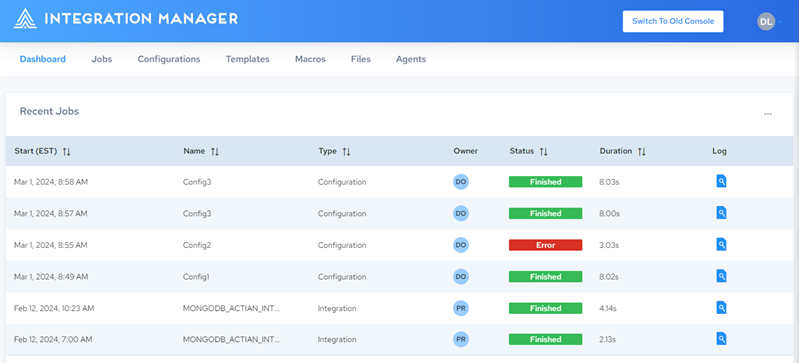 INTEGRATION MANAGER
Switch To Old Console
DL
Dashboard Jobs Configurations Templates Macros Files Agents
Recent Jobs
...
Start (EST) Name Type Owner Status Duration Log
Mar 1, 2024, 8:58 AM Config3 Configuration DO Finished 8.03s
Mar 1, 2024, 8:57 AM Config3 Configuration DO Finished 8.00s
Mar 1, 2024, 8:55 AM Config2 Configuration DO Error 3.03s
Mar 1, 2024, 8:49 AM Config1 Configuration DO Finished 8.02s
Feb 12, 2024, 10:23 AM MONGODB_ACTIAN_INT... Integration PR Finished 4.14s
Feb 12, 2024, 7:00 AM MONGODB_ACTIAN_INT... Integration PR Finished 2.13s